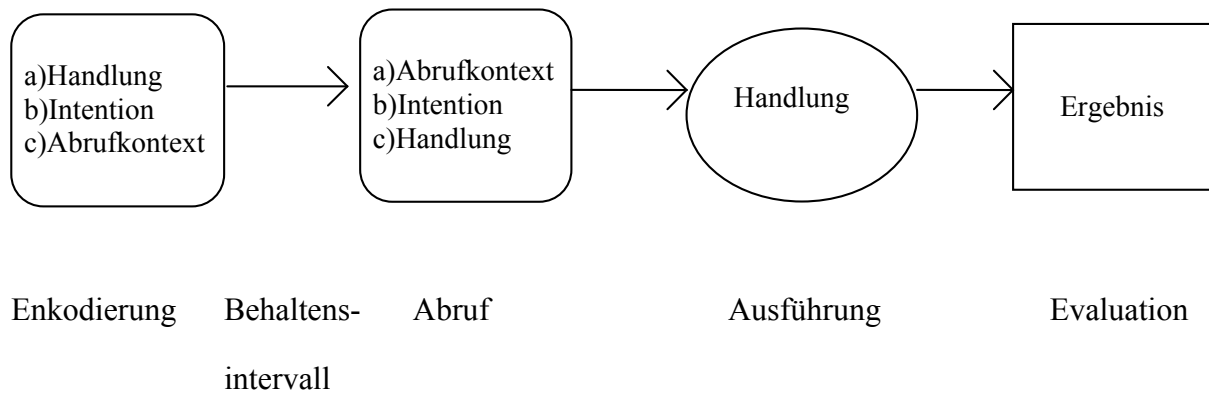 a)Handlung
b)Intention
c)Abrufkontext
a)Abrufkontext
b)Intention
c)Handlung
Handlung
Ergebnis
Enkodierung Behaltens- Abruf Ausführung Evaluation
intervall